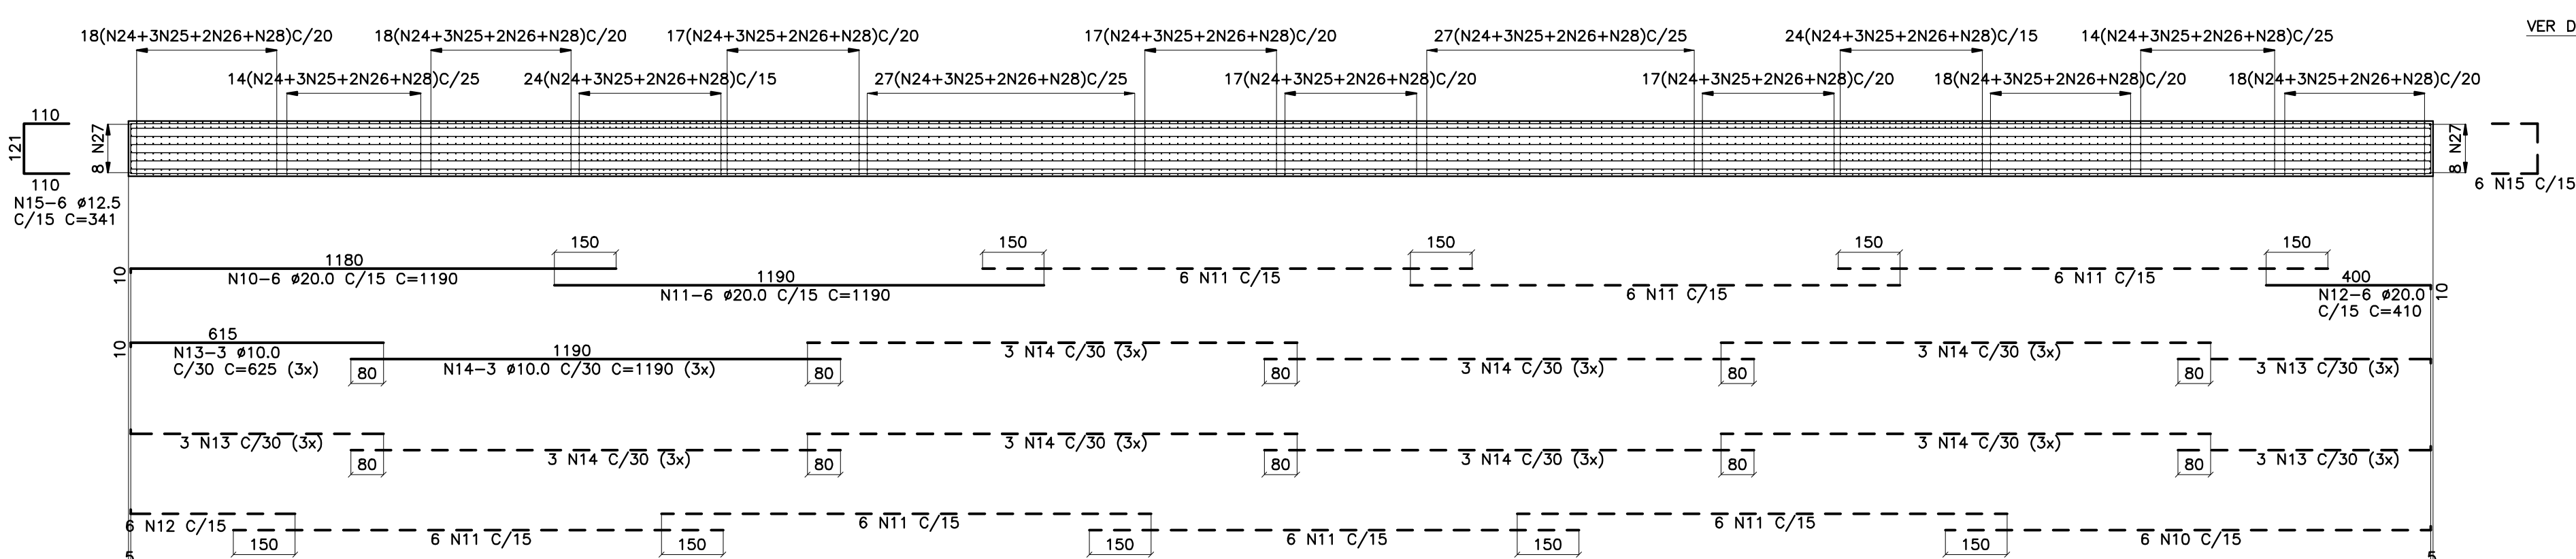 VER D
18(N24+3N25+2N26+N28)C/20
18(N24+3N25+2N26+N28)C/20
17(N24+3N25+2N26+N28)C/20
17(N24+3N25+2N26+N28)C/20
27(N24+3N25+2N26+N28)C/25
24(N24+3N25+2N26+N28)C/15
14(N24+3N25+2N26+N28)C/25
14(N24+3N25+2N26+N28)C/25
24(N24+3N25+2N26+N28)C/15
27(N24+3N25+2N26+N28)C/25
17(N24+3N25+2N26+N28)C/20
17(N24+3N25+2N26+N28)C/20
18(N24+3N25+2N26+N28)C/20
18(N24+3N25+2N26+N28)C/20
110
121
110
N15-6 ø12.5
C/15 C=341
8 N27
8 N27
6 N15 C/15
150
150
150
150
150
10
1180
N10-6 ø20.0 C/15 C=1190
1190
N11-6 ø20.0 C/15 C=1190
6 N11 C/15
6 N11 C/15
6 N11 C/15
400
N12-6 ø20.0
C/15 C=410
10
10
615
N13-3 ø10.0
C/30 C=625 (3x)
80
1190
N14-3 ø10.0 C/30 C=1190 (3x)
80
3 N14 C/30 (3x)
80
3 N14 C/30 (3x)
80
3 N14 C/30 (3x)
80
3 N13 C/30 (3x)
3 N13 C/30 (3x)
80
3 N14 C/30 (3x)
80
3 N14 C/30 (3x)
80
3 N14 C/30 (3x)
80
3 N14 C/30 (3x)
80
3 N13 C/30 (3x)
6 N12 C/15
150
6 N11 C/15
150
6 N11 C/15
150
6 N11 C/15
150
6 N11 C/15
150
6 N10 C/15
5
5